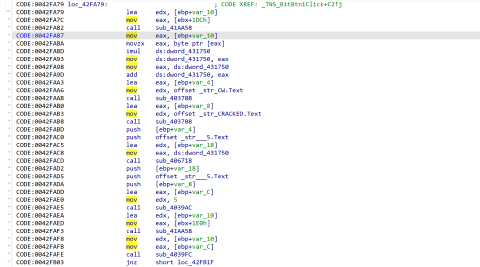 CODE:0042FA79 loc_42FA79: ; CODE XREF: _TNS_BitBtn1Click+C2fj
CODE:0042FA79 lea edx, [ebp+var_10]
CODE:0042FA7C mov eax, [ebx+1DCh]
CODE:0042FA82 call sub_41AA58
CODE:0042FA87 mov eax, [ebp+var_10]
CODE:0042FA8A movzx eax, byte ptr [eax]
CODE:0042FA8D imul ds:dword_431750
CODE:0042FA93 mov ds:dword_431750, eax
CODE:0042FA98 mov eax, ds:dword_431750
CODE:0042FA9D add ds:dword_431750, eax
CODE:0042FAA3 lea eax, [ebp+var_4]
CODE:0042FAA6 mov edx, offset _str_CW.Text
CODE:0042FAAB call sub_403708
CODE:0042FAB0 lea eax, [ebp+var_8]
CODE:0042FAB3 mov edx, offset _str_CRACKED.Text
CODE:0042FAB8 call sub_403708
CODE:0042FABD push [ebp+var_4]
CODE:0042FAC0 push offset _str___5.Text
CODE:0042FAC5 lea edx, [ebp+var_18]
CODE:0042FAC8 mov eax, ds:dword_431750
CODE:0042FACD call sub_406718
CODE:0042FAD2 push [ebp+var_18]
CODE:0042FAD5 push offset _str___5.Text
CODE:0042FADA push [ebp+var_8]
CODE:0042FADD lea eax, [ebp+var_C]
CODE:0042FAE0 mov edx, 5
CODE:0042FAE5 call sub_4039AC
CODE:0042FAEA lea edx, [ebp+var_10]
CODE:0042FAED mov eax, [ebx+1E0h]
CODE:0042FAF3 call sub_41AA58
CODE:0042FAF8 mov edx, [ebp+var_10]
CODE:0042FAFB mov eax, [ebp+var_C]
CODE:0042FAFE call sub_4039FC
CODE:0042FB03 jnz short loc_42FB1F